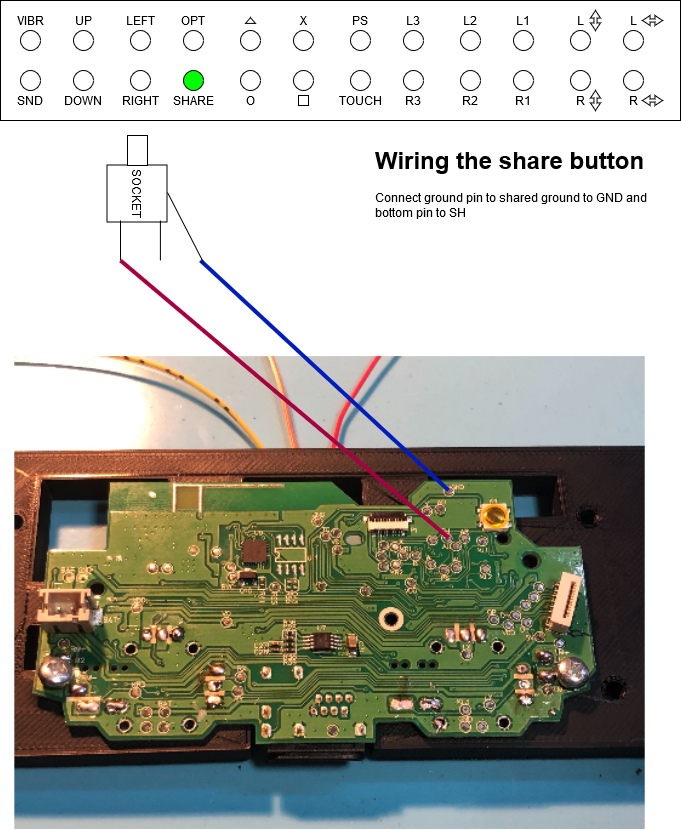 VIBR UP LEFT OPT △ X PS L3 L2 L1 L L
SND DOWN RIGHT SHARE O □ TOUCH R3 R2 R1 R R
SOCKET
Wiring the share button
Connect ground pin to shared ground to GND and
bottom pin to SH